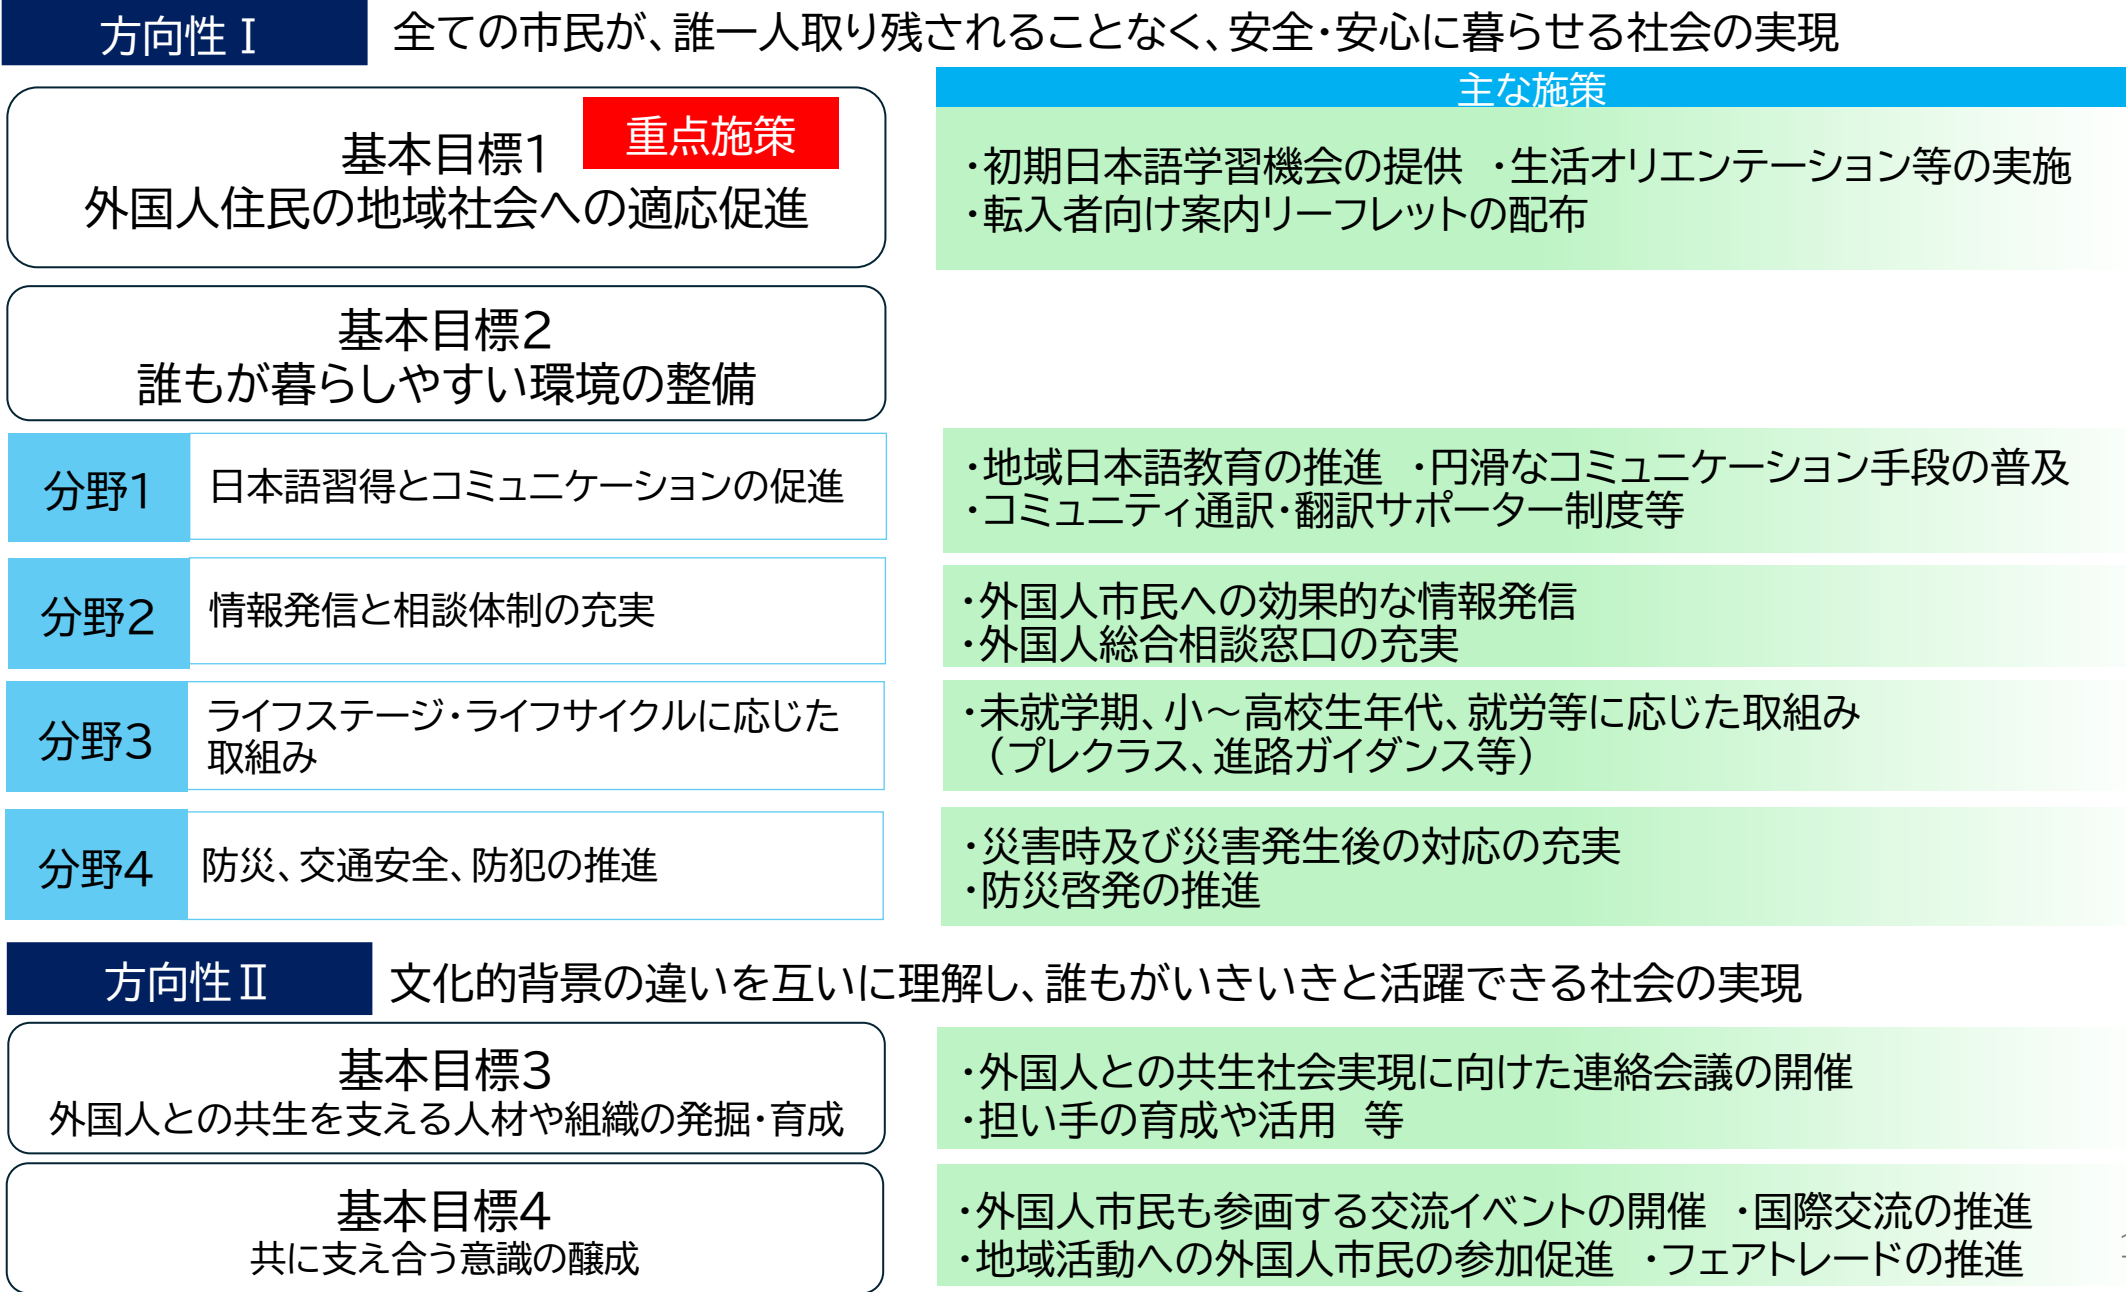 方向性Ⅰ
全ての市民が、誰一人取り残されることなく、安全・安心に暮らせる社会の実現
主な施策
基本目標1
重点施策
外国人住民の地域社会への適応促進
・初期日本語学習機会の提供　・生活オリエンテーション等の実施
・転入者向け案内リーフレットの配布
基本目標2
誰もが暮らしやすい環境の整備
分野1
日本語習得とコミュニケーションの促進
・地域日本語教育の推進　・円滑なコミュニケーション手段の普及
・コミュニティ通訳・翻訳サポーター制度等
分野2
情報発信と相談体制の充実
・外国人市民への効果的な情報発信
・外国人総合相談窓口の充実
分野3
ライフステージ・ライフサイクルに応じた
取組み
・未就学期、小～高校生年代、就労等に応じた取組み
（プレクラス、進路ガイダンス等）
分野4
防災、交通安全、防犯の推進
・災害時及び災害発生後の対応の充実
・防災啓発の推進
方向性Ⅱ
文化的背景の違いを互いに理解し、誰もがいきいきと活躍できる社会の実現
基本目標3
外国人との共生を支える人材や組織の発掘・育成
・外国人との共生社会実現に向けた連絡会議の開催
・担い手の育成や活用　等
基本目標4
共に支え合う意識の醸成
・外国人市民も参画する交流イベントの開催　・国際交流の推進
・地域活動への外国人市民の参加促進　・フェアトレードの推進